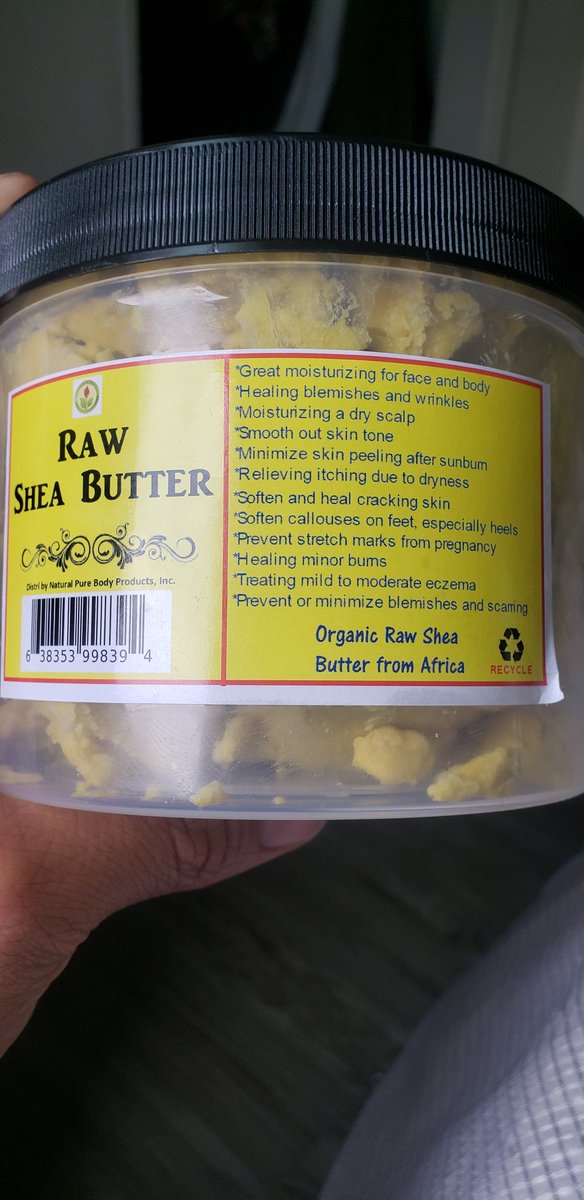 RAW
SHEA BUTTER
Distri by Natural Pure Body Products, Inc.
6 38353 99839 4
*Great moisturizing for face and body
*Healing blemishes and wrinkles
*Moisturizing a dry scalp
*Smooth out skin tone
*Minimize skin peeling after sunburn
*Relieving itching due to dryness
*Soften and heal cracking skin
*Soften callouses on feet, especially heels
*Prevent stretch marks from pregnancy
*Healing minor burns
*Treating mild to moderate eczema
*Prevent or minimize blemishes and scarring
Organic Raw Shea
Butter from Africa
RECYCLE